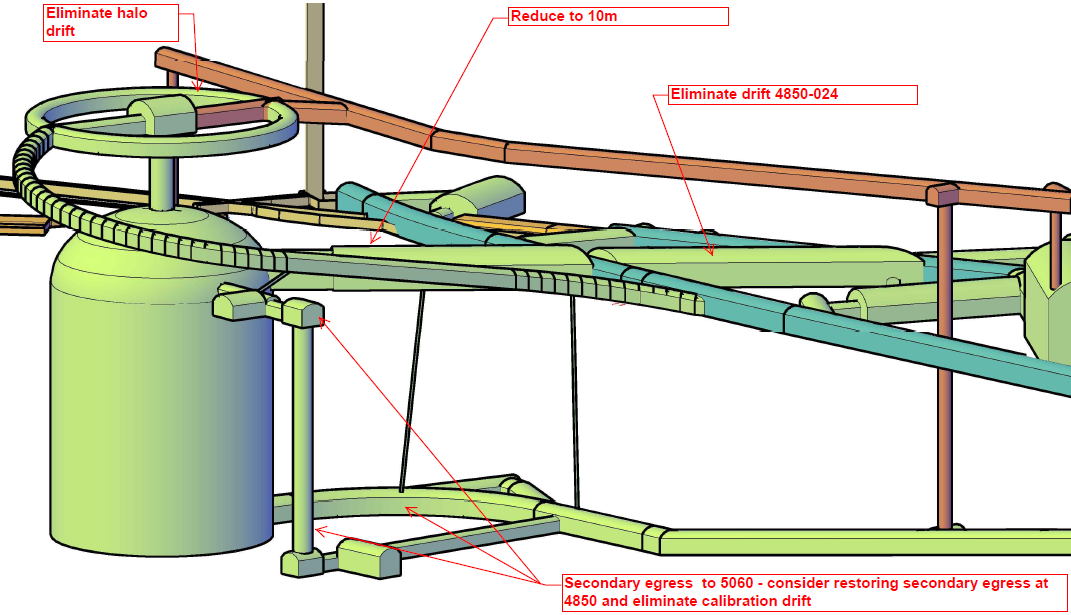 Eliminate halo
drift
Reduce to 10m
Eliminate drift 4850-024
Secondary egress  to 5060 - consider restoring secondary egress at
4850 and eliminate calibration drift